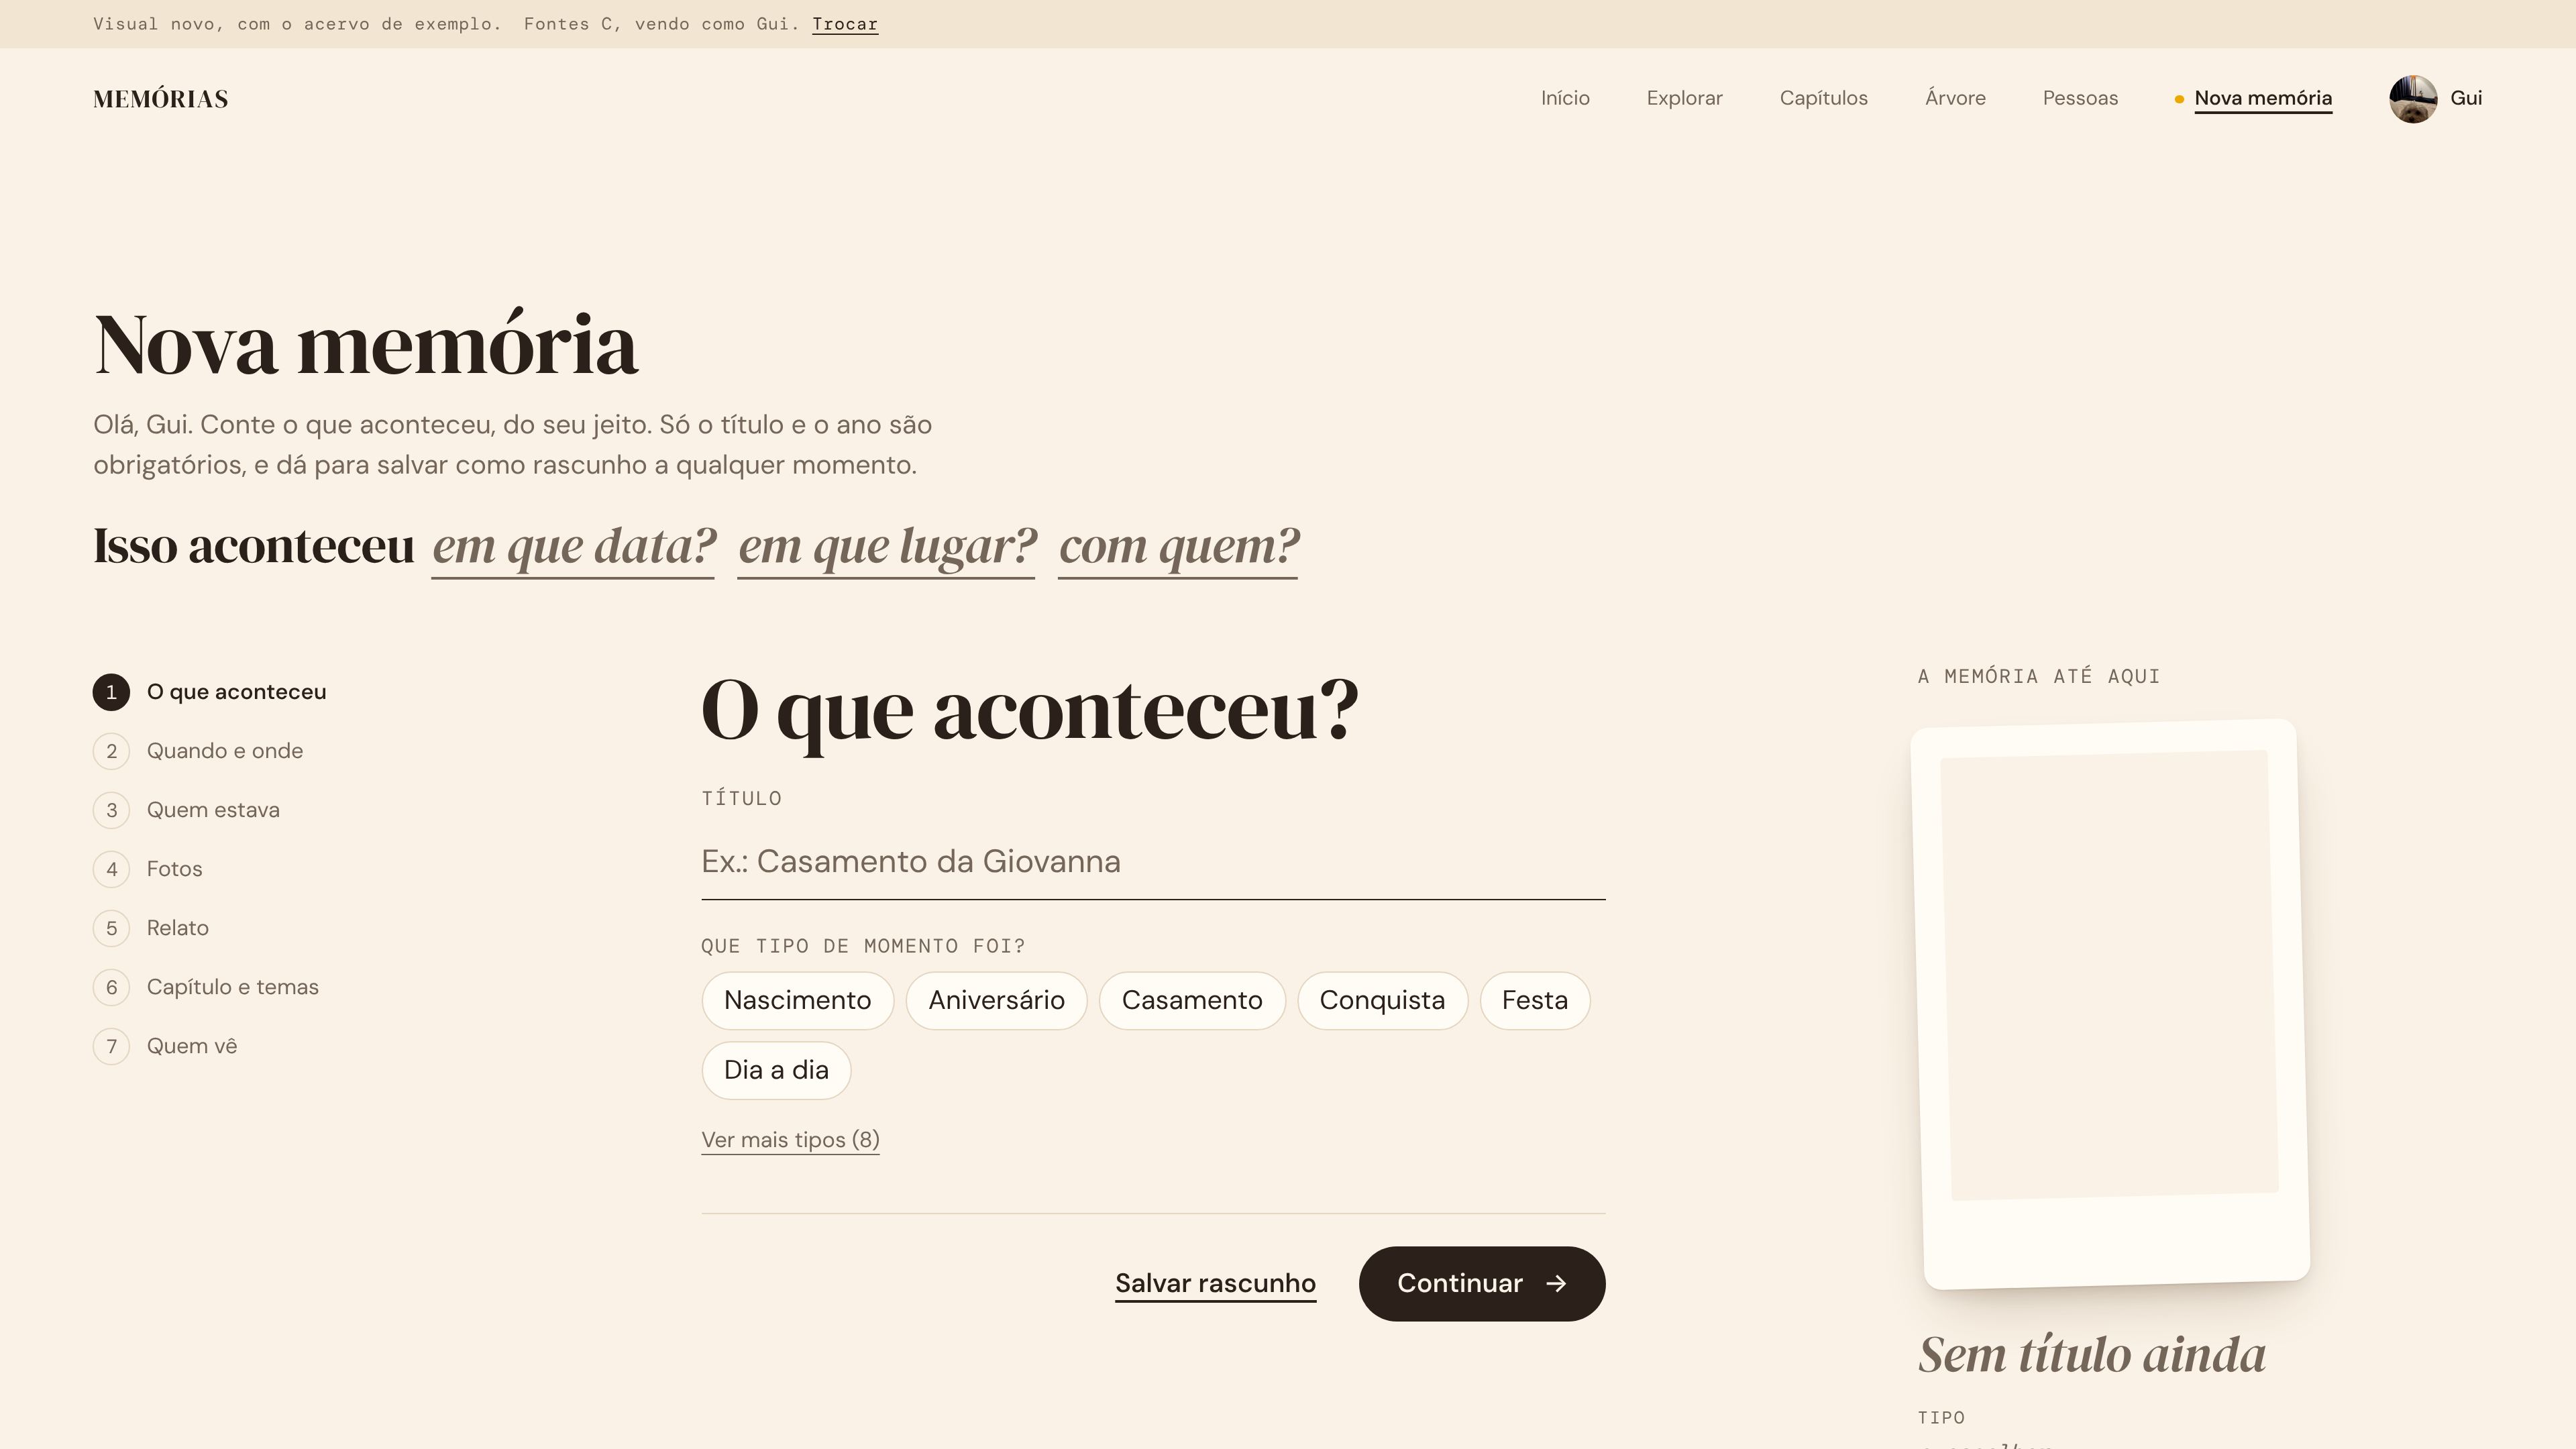 Visual novo, com o acervo de exemplo. Fontes C, vendo como Gui. Trocar
MEMÓRIAS
Início
Explorar
Capítulos
Árvore
Pessoas
Nova memória
Gui
Nova memória
Olá, Gui. Conte o que aconteceu, do seu jeito. Só o título e o ano são
obrigatórios, e dá para salvar como rascunho a qualquer momento.
Isso aconteceu em que data? em que lugar? com quem?
1 O que aconteceu
2 Quando e onde
3 Quem estava
4 Fotos
5 Relato
6 Capítulo e temas
7 Quem vê
O que aconteceu?
TÍTULO
Ex.: Casamento da Giovanna
QUE TIPO DE MOMENTO FOI?
Nascimento
Aniversário
Casamento
Conquista
Festa
Dia a dia
Ver mais tipos (8)
Salvar rascunho
Continuar →
A MEMÓRIA ATÉ AQUI
Sem título ainda
TIPO